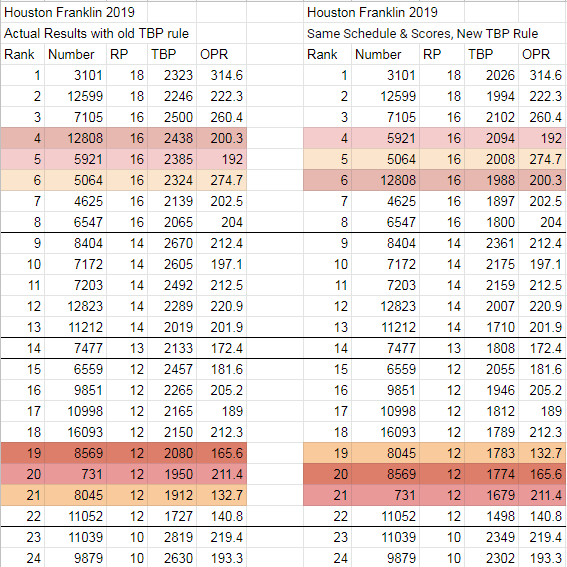 Houston Franklin 2019 Houston Franklin 2019
Actual Results with old TBP rule Same Schedule & Scores, New TBP Rule
Rank Number RP TBP OPR Rank Number RP TBP OPR
1 3101 18 2323 314.6 1 3101 18 2026 314.6
2 12599 18 2246 222.3 2 12599 18 1994 222.3
3 7105 16 2500 260.4 3 7105 16 2102 260.4
4 12808 16 2438 200.3 4 5921 16 2094 192
5 5921 16 2385 192 5 5064 16 2008 274.7
6 5064 16 2324 274.7 6 12808 16 1988 200.3
7 4625 16 2139 202.5 7 4625 16 1897 202.5
8 6547 16 2065 204 8 6547 16 1800 204
9 8404 14 2670 212.4 9 8404 14 2361 212.4
10 7172 14 2605 197.1 10 7172 14 2175 197.1
11 7203 14 2492 212.5 11 7203 14 2159 212.5
12 12823 14 2289 220.9 12 12823 14 2007 220.9
13 11212 14 2019 201.9 13 11212 14 1710 201.9
14 7477 13 2133 172.4 14 7477 13 1808 172.4
15 6559 12 2457 181.6 15 6559 12 2055 181.6
16 9851 12 2265 205.2 16 9851 12 1946 205.2
17 10998 12 2165 189 17 10998 12 1812 189
18 16093 12 2150 212.3 18 16093 12 1789 212.3
19 8569 12 2080 165.6 19 8045 12 1783 132.7
20 731 12 1950 211.4 20 8569 12 1774 165.6
21 8045 12 1912 132.7 21 731 12 1679 211.4
22 11052 12 1727 140.8 22 11052 12 1498 140.8
23 11039 10 2819 219.4 23 11039 10 2349 219.4
24 9879 10 2630 193.3 24 9879 10 2302 193.3